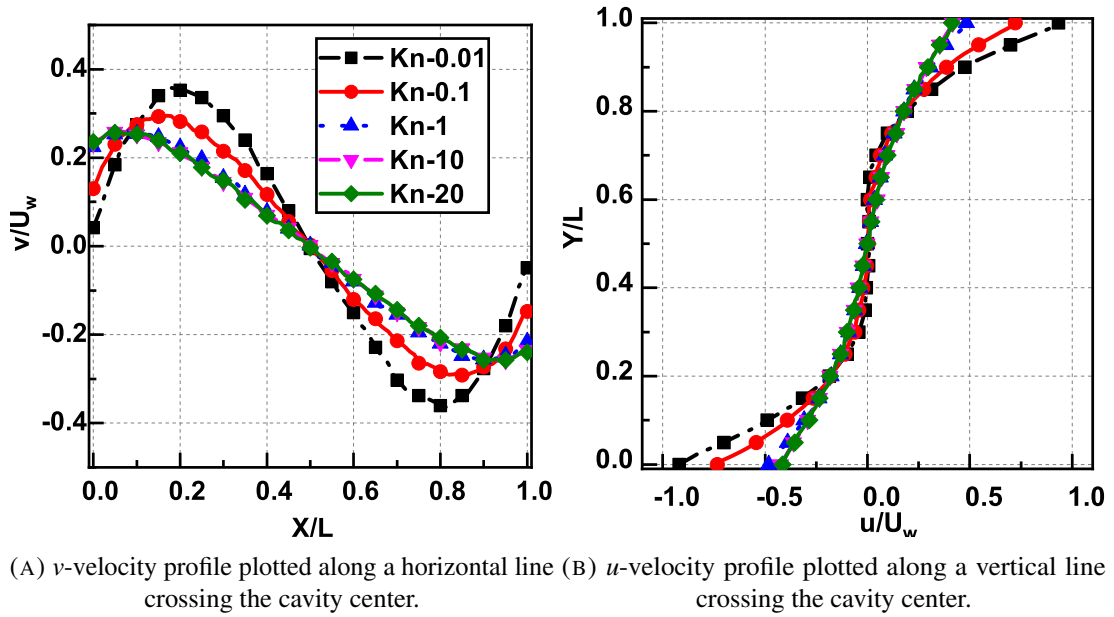 0.4
0.2
0.0
-0.2
-0.4
v/U_w
Kn-0.01
Kn-0.1
Kn-1
Kn-10
Kn-20
0.0 0.2 0.4 0.6 0.8 1.0
X/L
1.0
0.8
0.6
0.4
0.2
0.0
Y/L
-1.0 -0.5 0.0 0.5 1.0
u/U_w
(A) v-velocity profile plotted along a horizontal line
crossing the cavity center.
(B) u-velocity profile plotted along a vertical line
crossing the cavity center.